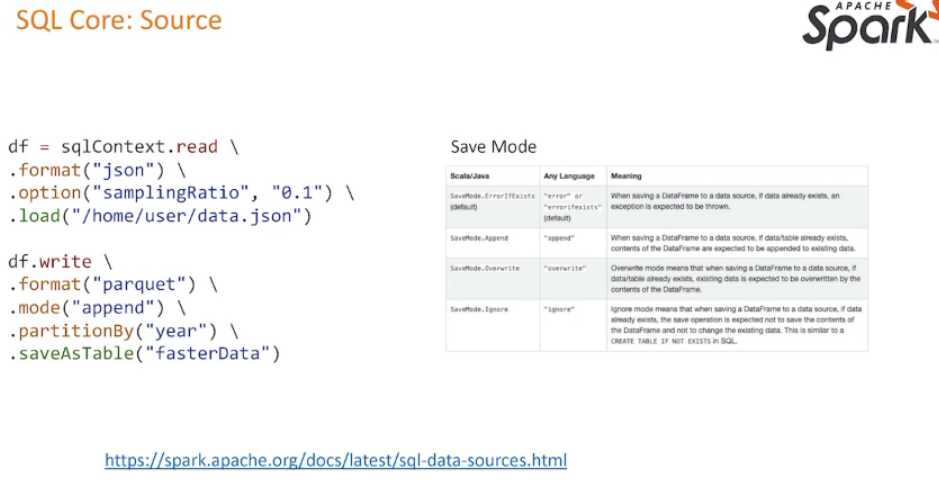 SQL Core: Source
APACHE
Spark
df = sqlContext.read \
.format("json") \
.option("samplingRatio", "0.1") \
.load("/home/user/data.json")
df.write \
.format("parquet") \
.mode("append") \
.partitionBy("year") \
.saveAsTable("fasterData")
Save Mode
Scala/Java Any Language Meaning
SaveMode.ErrorIfExists "error" or When saving a DataFrame to a data source, if data already exists, an
(default) "errorifexists" exception is expected to be thrown.
(default)
SaveMode.Append "append" When saving a DataFrame to a data source, if data/table already exists,
contents of the DataFrame are expected to be appended to existing data.
SaveMode.Overwrite "overwrite" Overwrite mode means that when saving a DataFrame to a data source, if
data/table already exists, existing data is expected to be overwritten by the
contents of the DataFrame.
SaveMode.Ignore "ignore" Ignore mode means that when saving a DataFrame to a data source, if data
already exists, the save operation is expected not to save the contents of
the DataFrame and not to change the existing data. This is similar to a
CREATE TABLE IF NOT EXISTS in SQL.
https://spark.apache.org/docs/latest/sql-data-sources.html